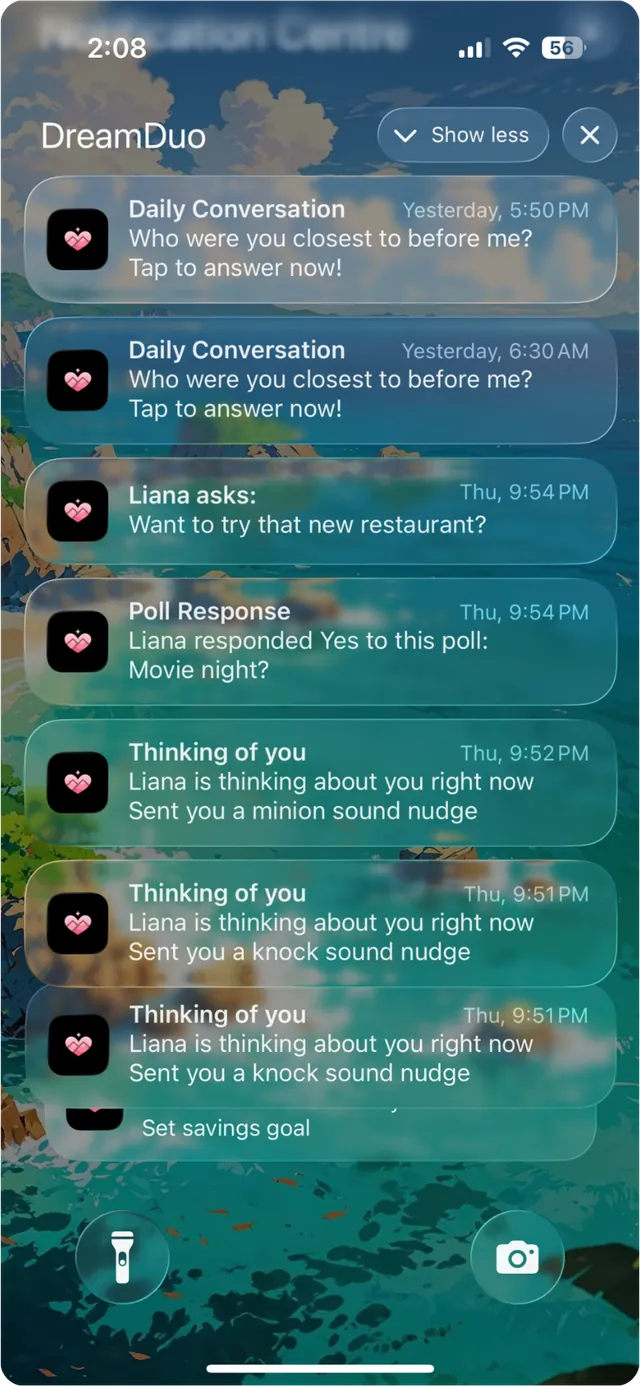 Notification Centre
2:08
56
DreamDuo
Show less
Daily Conversation
Yesterday, 5:50 PM
Who were you closest to before me?
Tap to answer now!
Daily Conversation
Yesterday, 6:30 AM
Who were you closest to before me?
Tap to answer now!
Liana asks:
Thu, 9:54 PM
Want to try that new restaurant?
Poll Response
Thu, 9:54 PM
Liana responded Yes to this poll:
Movie night?
Thinking of you
Thu, 9:52 PM
Liana is thinking about you right now
Sent you a minion sound nudge
Thinking of you
Thu, 9:51 PM
Liana is thinking about you right now
Sent you a knock sound nudge
Thinking of you
Thu, 9:51 PM
Liana is thinking about you right now
Sent you a knock sound nudge
Set savings goal